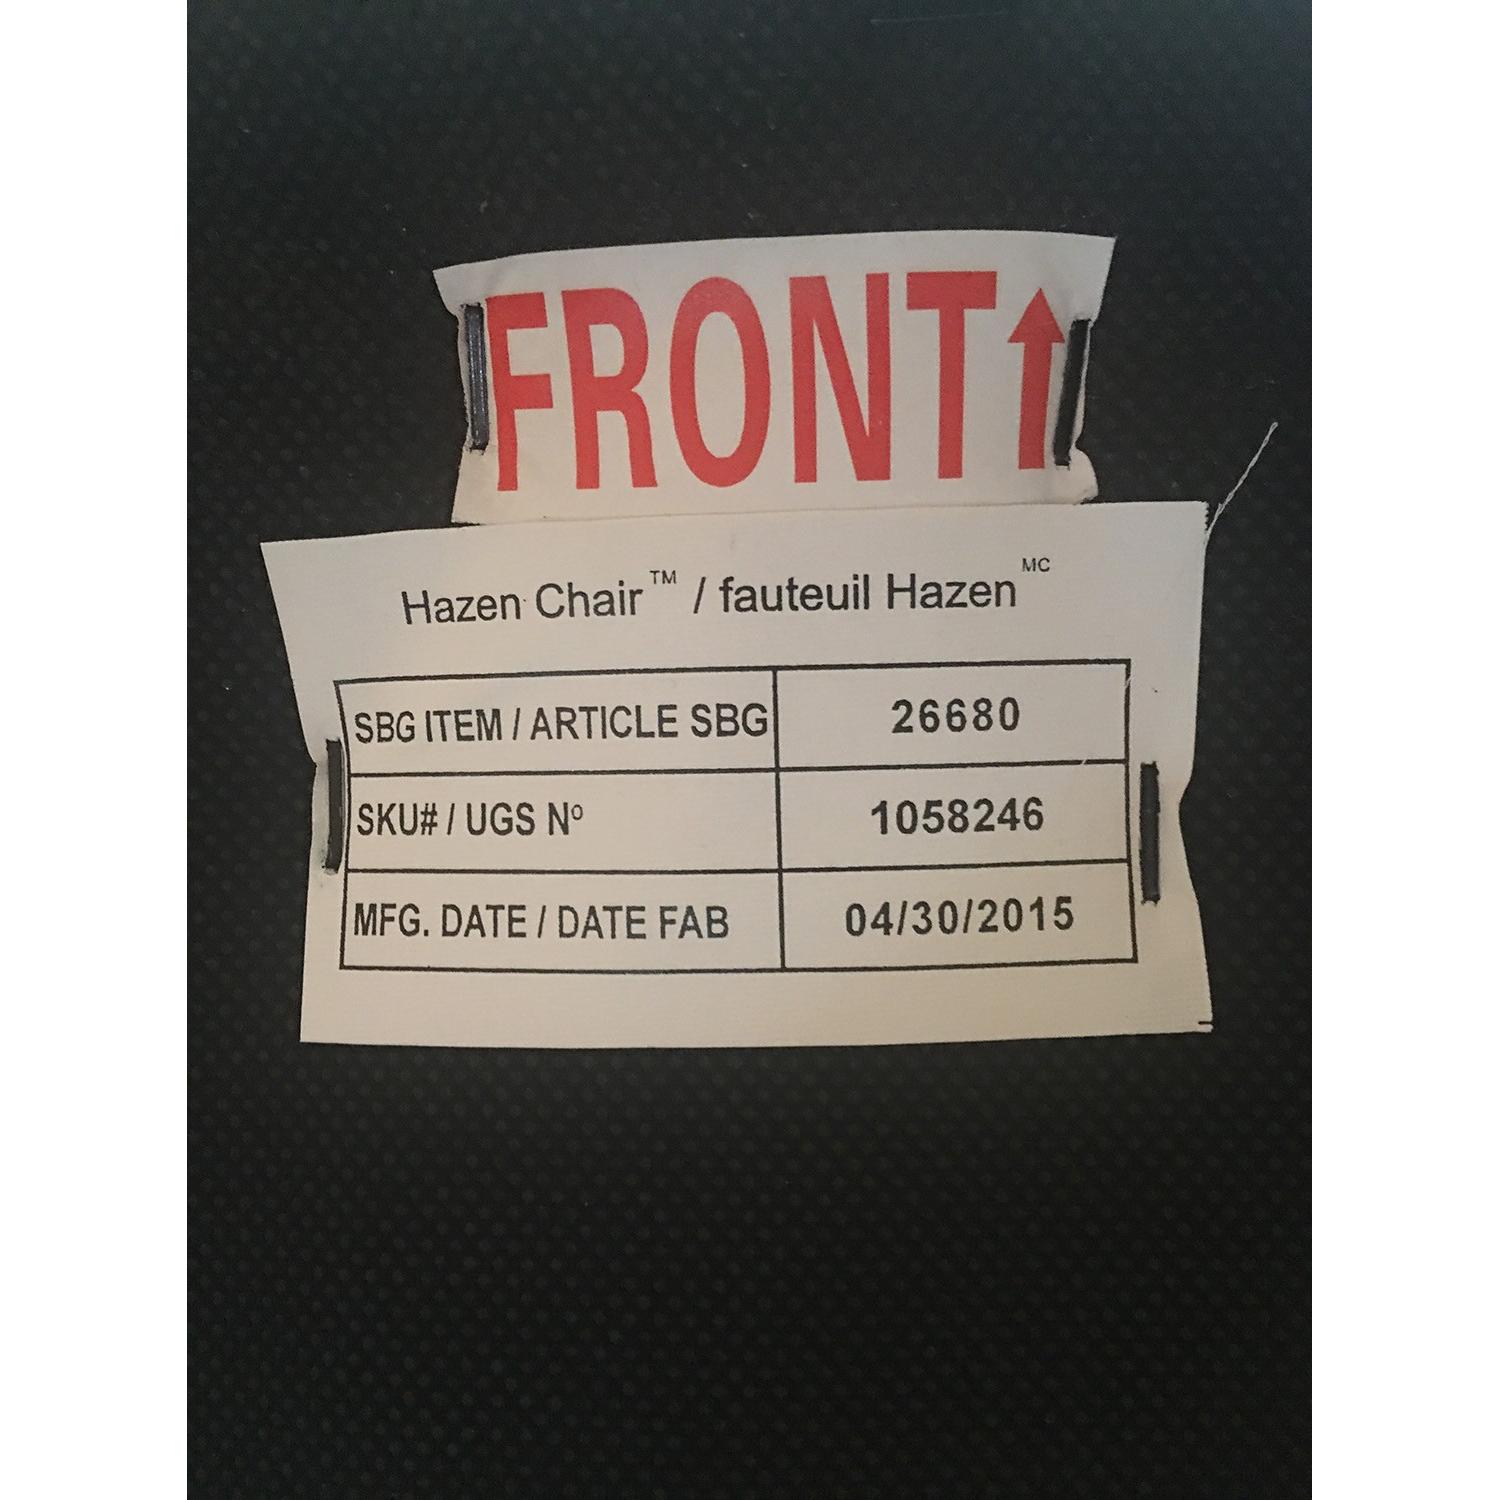 FRONT↑
Hazen Chair™ / fauteuil Hazen MC
SBG ITEM / ARTICLE SBG 26680
SKU# / UGS Nº 1058246
MFG. DATE / DATE FAB 04/30/2015